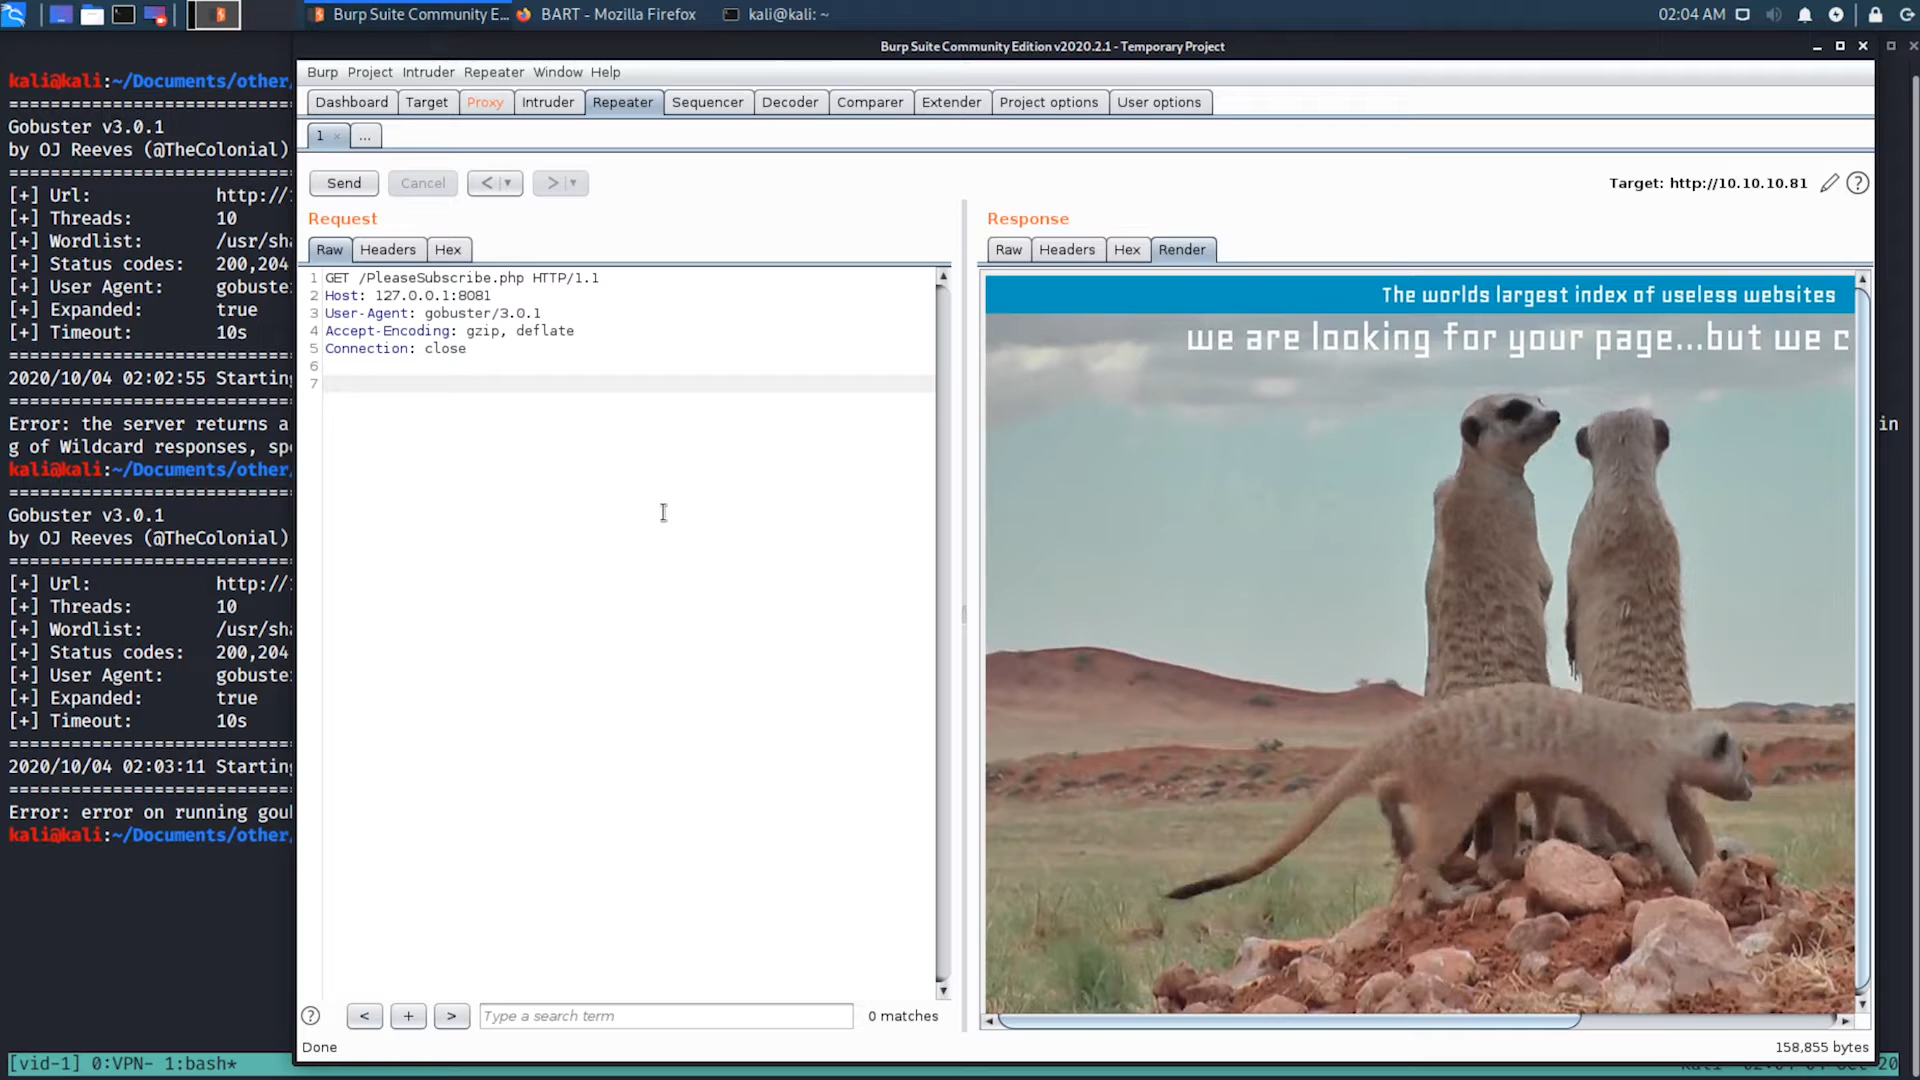 Burp Suite Community E...
BART - Mozilla Firefox
kali@kali: ~
02:04 AM
Burp Suite Community Edition v2020.2.1 - Temporary Project
Burp Project Intruder Repeater Window Help
Dashboard Target Proxy Intruder Repeater Sequencer Decoder Comparer Extender Project options User options
1 × ...
Send Cancel < >
Target: http://10.10.10.81
Request
Raw Headers Hex
1 GET /PleaseSubscribe.php HTTP/1.1
2 Host: 127.0.0.1:8081
3 User-Agent: gobuster/3.0.1
4 Accept-Encoding: gzip, deflate
5 Connection: close
6
7
Response
Raw Headers Hex Render
The worlds largest index of useless websites
we are looking for your page...but we c
? < + > Type a search term 0 matches
Done
158,855 bytes
kali@kali:~/Documents/other/
===========================
Gobuster v3.0.1
by OJ Reeves (@TheColonial)
===========================
[+] Url: http://
[+] Threads: 10
[+] Wordlist: /usr/sha
[+] Status codes: 200,204
[+] User Agent: gobuste
[+] Expanded: true
[+] Timeout: 10s
===========================
2020/10/04 02:02:55 Starting
===========================
Error: the server returns a
in
g of Wildcard responses, spe
kali@kali:~/Documents/other/
===========================
Gobuster v3.0.1
by OJ Reeves (@TheColonial)
===========================
[+] Url: http://
[+] Threads: 10
[+] Wordlist: /usr/sha
[+] Status codes: 200,204
[+] User Agent: gobuste
[+] Expanded: true
[+] Timeout: 10s
===========================
2020/10/04 02:03:11 Starting
===========================
Error: error on running gou
kali@kali:~/Documents/other/
[vid-1] 0:VPN- 1:bash*